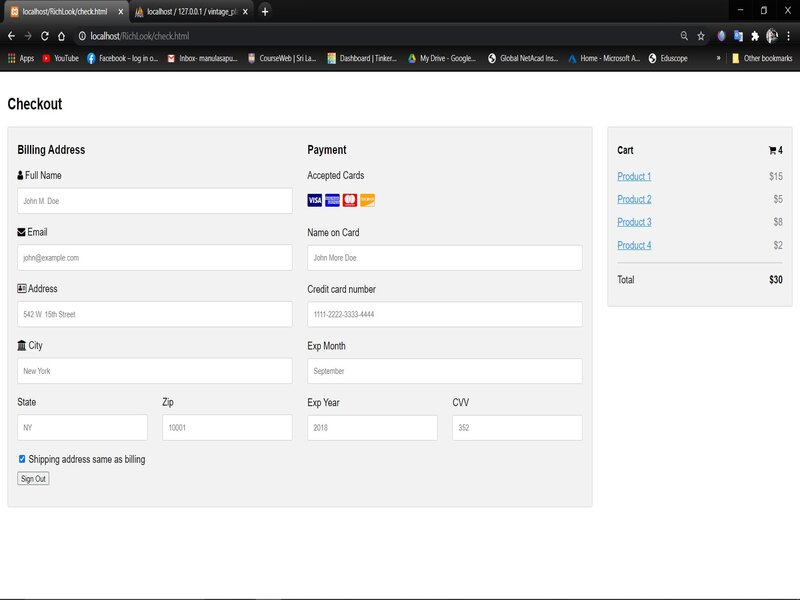 localhost/RichLook/check.html
localhost / 127.0.0.1 / vintage_pl
localhost/RichLook/check.html
Apps
YouTube
Facebook – log in o...
Inbox- manulasapu...
CourseWeb | Sri La...
Dashboard | Tinker...
My Drive - Google...
Global NetAcad Ins...
Home - Microsoft A...
Eduscope
»
Other bookmarks
Checkout
Billing Address
Full Name
John M. Doe
Email
john@example.com
Address
542 W. 15th Street
City
New York
State
Zip
NY
10001
Shipping address same as billing
Sign Out
Payment
Accepted Cards
VISA
Name on Card
John More Doe
Credit card number
1111-2222-3333-4444
Exp Month
September
Exp Year
CVV
2018
352
Cart 4
Product 1 $15
Product 2 $5
Product 3 $8
Product 4 $2
Total $30